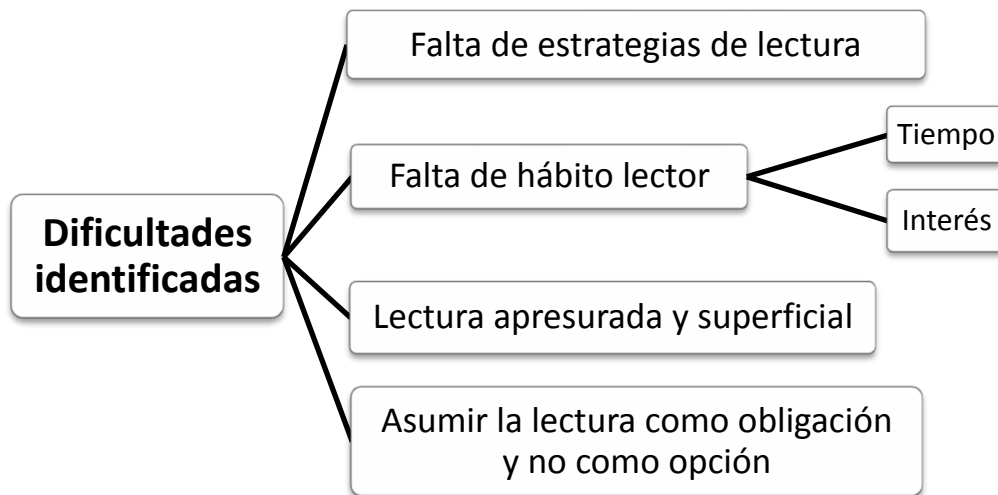 Falta de estrategias de lectura
Tiempo
Falta de hábito lector
Interés
Dificultades
identificadas
Lectura apresurada y superficial
Asumir la lectura como obligación
y no como opción